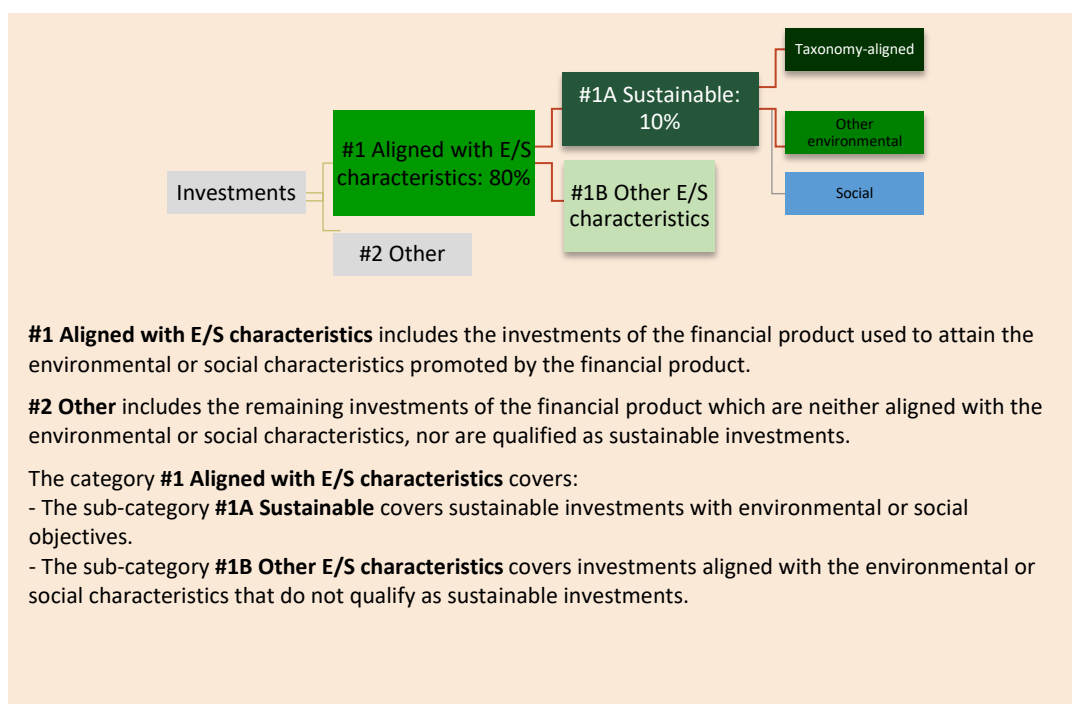 Taxonomy-aligned
#1A Sustainable:
10%
Other
environmental
#1 Aligned with E/S
characteristics: 80%
Investments
#1B Other E/S
characteristics
Social
#2 Other
#1 Aligned with E/S characteristics includes the investments of the financial product used to attain the
environmental or social characteristics promoted by the financial product.
#2 Other includes the remaining investments of the financial product which are neither aligned with the
environmental or social characteristics, nor are qualified as sustainable investments.
The category #1 Aligned with E/S characteristics covers:
- The sub-category #1A Sustainable covers sustainable investments with environmental or social
objectives.
- The sub-category #1B Other E/S characteristics covers investments aligned with the environmental or
social characteristics that do not qualify as sustainable investments.